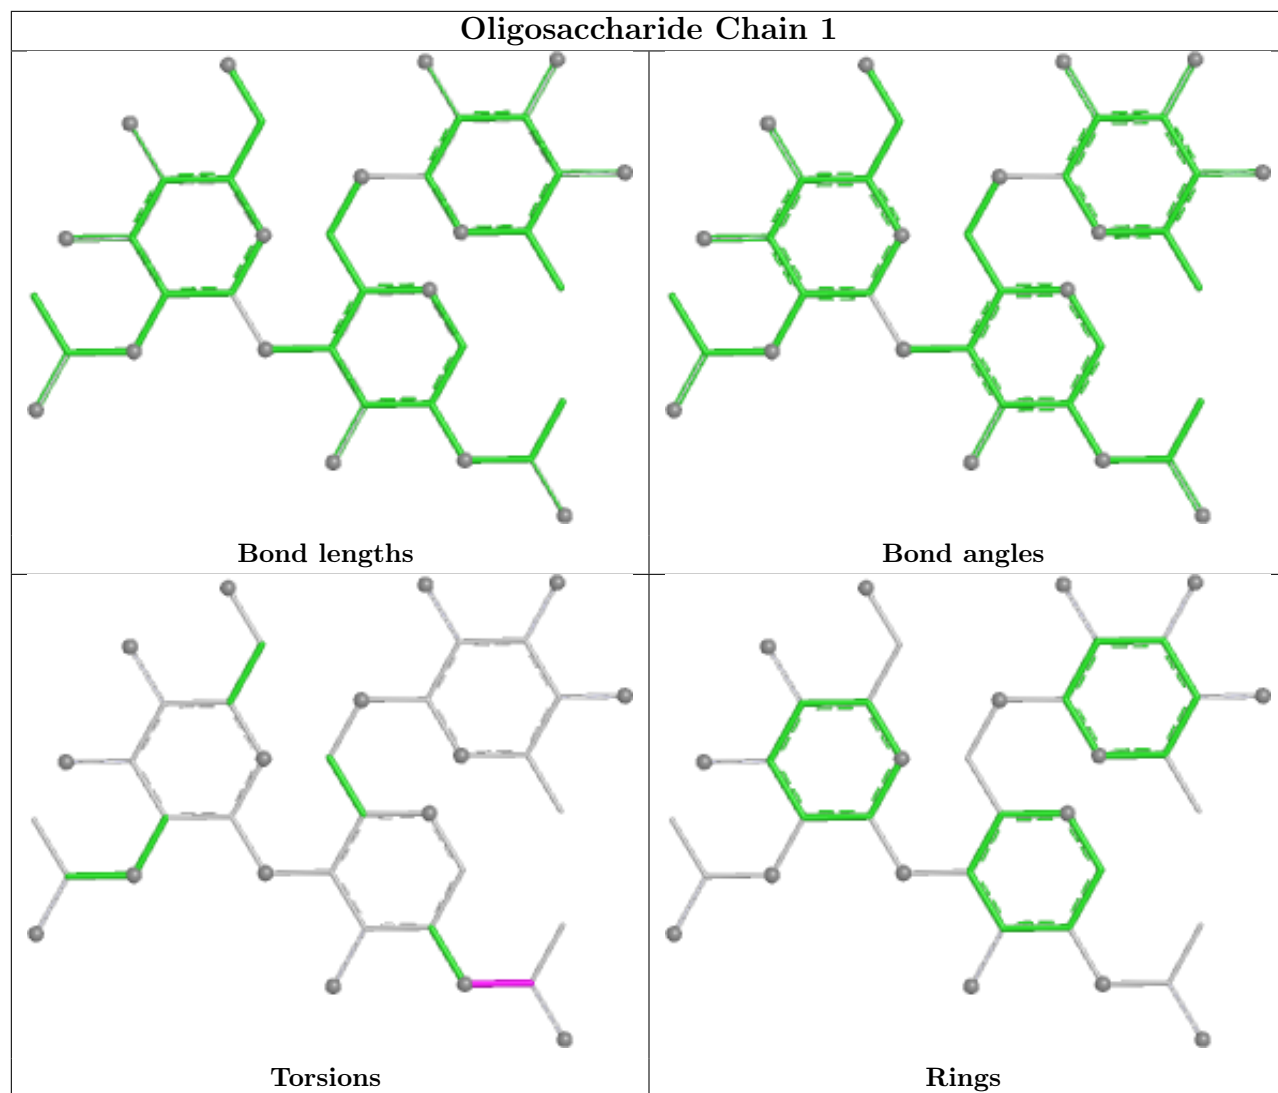 Oligosaccharide Chain 1
Bond lengths
Bond angles
Torsions
Rings